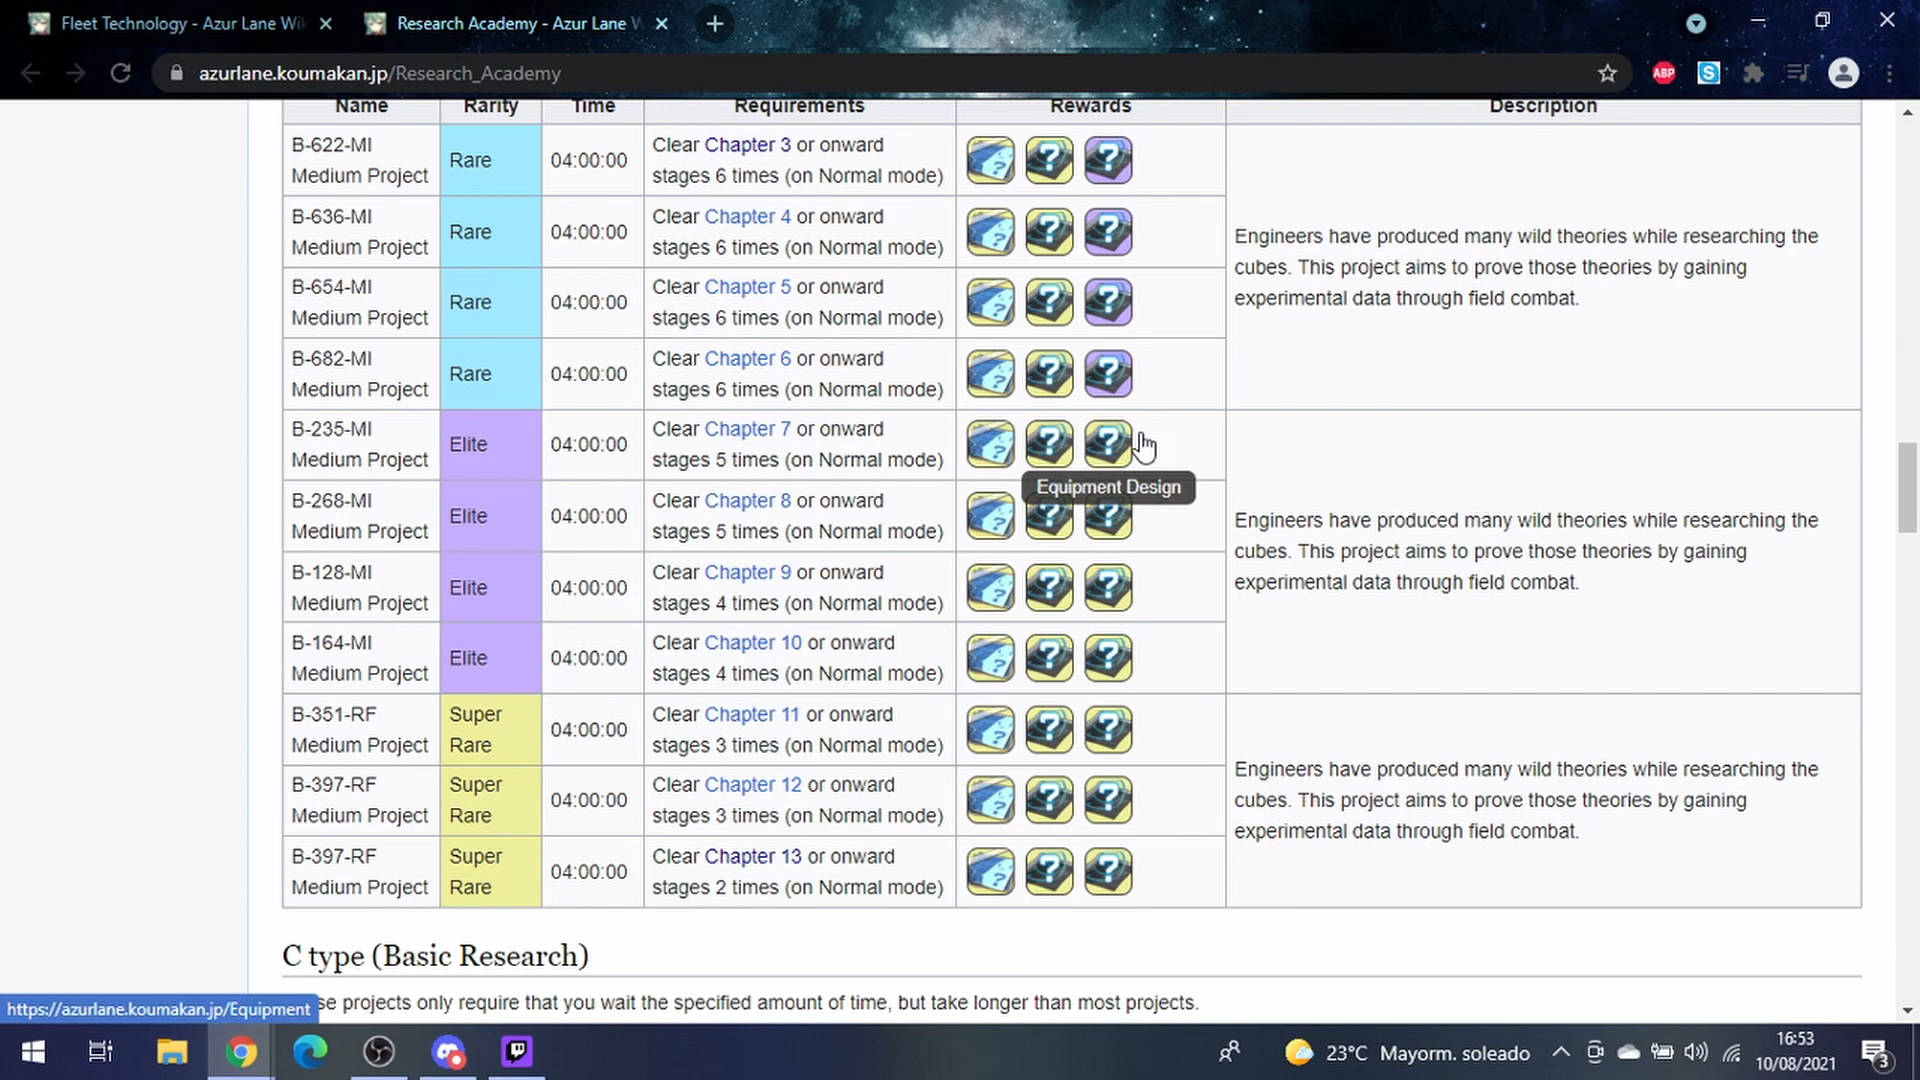 Fleet Technology - Azur Lane Wik
Research Academy - Azur Lane W
azurlane.koumakan.jp/Research_Academy
ABP
S
Name Rarity Time Requirements Rewards Description
B-622-MI
Medium Project
Rare
04:00:00
Clear Chapter 3 or onward
stages 6 times (on Normal mode)
Engineers have produced many wild theories while researching the
cubes. This project aims to prove those theories by gaining
experimental data through field combat.
B-636-MI
Medium Project
Rare
04:00:00
Clear Chapter 4 or onward
stages 6 times (on Normal mode)
B-654-MI
Medium Project
Rare
04:00:00
Clear Chapter 5 or onward
stages 6 times (on Normal mode)
B-682-MI
Medium Project
Rare
04:00:00
Clear Chapter 6 or onward
stages 6 times (on Normal mode)
B-235-MI
Medium Project
Elite
04:00:00
Clear Chapter 7 or onward
stages 5 times (on Normal mode)
Equipment Design
Engineers have produced many wild theories while researching the
cubes. This project aims to prove those theories by gaining
experimental data through field combat.
B-268-MI
Medium Project
Elite
04:00:00
Clear Chapter 8 or onward
stages 5 times (on Normal mode)
B-128-MI
Medium Project
Elite
04:00:00
Clear Chapter 9 or onward
stages 4 times (on Normal mode)
B-164-MI
Medium Project
Elite
04:00:00
Clear Chapter 10 or onward
stages 4 times (on Normal mode)
B-351-RF
Medium Project
Super
Rare
04:00:00
Clear Chapter 11 or onward
stages 3 times (on Normal mode)
Engineers have produced many wild theories while researching the
cubes. This project aims to prove those theories by gaining
experimental data through field combat.
B-397-RF
Medium Project
Super
Rare
04:00:00
Clear Chapter 12 or onward
stages 3 times (on Normal mode)
B-397-RF
Medium Project
Super
Rare
04:00:00
Clear Chapter 13 or onward
stages 2 times (on Normal mode)
C type (Basic Research)
se projects only require that you wait the specified amount of time, but take longer than most projects.
https://azurlane.koumakan.jp/Equipment
23°C Mayorm. soleado
16:53
10/08/2021
3